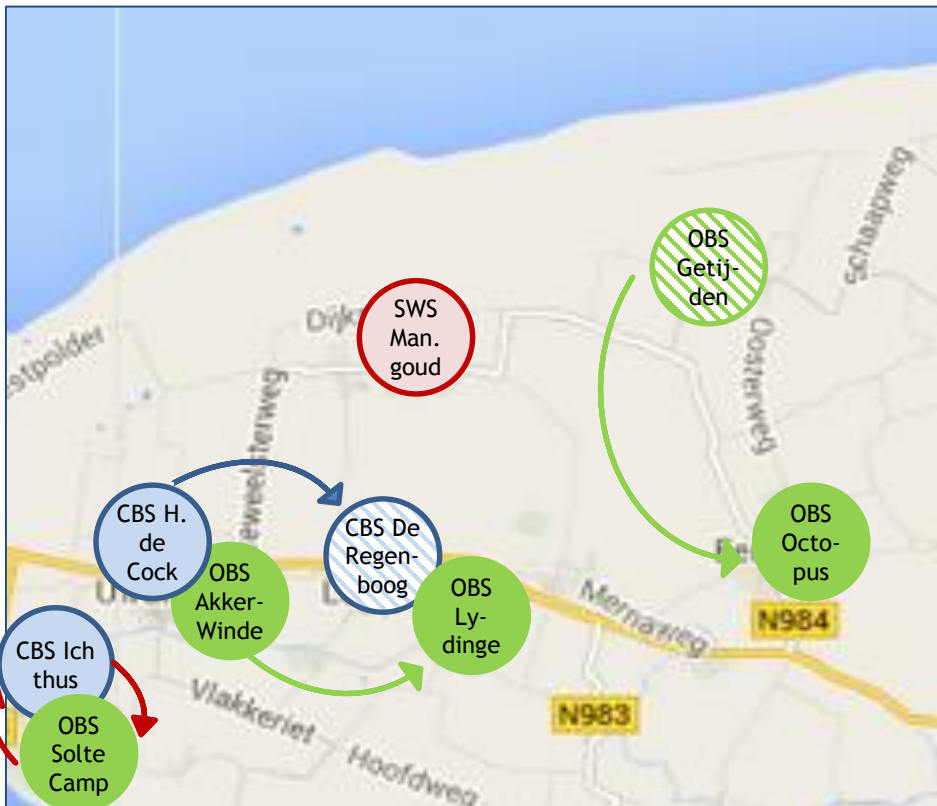 Schaapweg
OBS
Getij-
den
SWS
Man.
goud
Oosterweg
CBS H.
de
Cock
CBS De
Regen-
boog
OBS
Octo-
pus
OBS
Akker-
Winde
OBS
Ly-
dinge
Mernaweg
N984
CBS Ich
thus
Vlakkeriet
N983
OBS
Solte
Camp
Hoofdweg